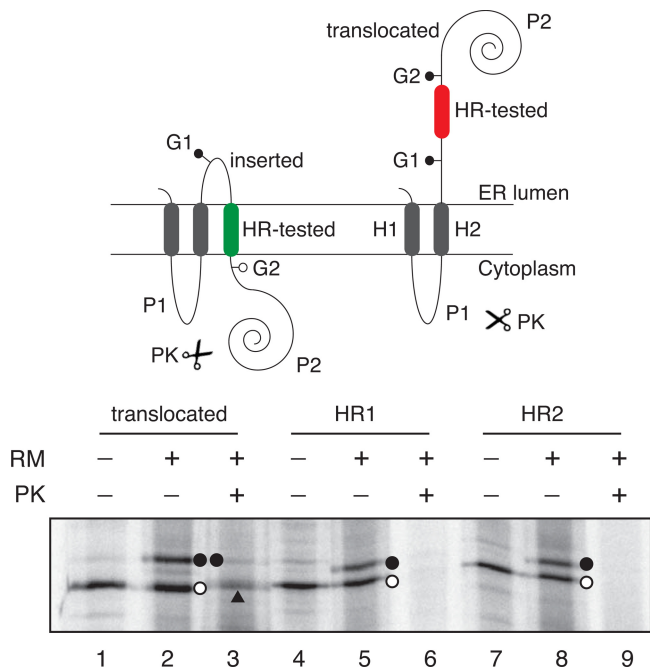 translocated
P2
G2
HR-tested
G1
inserted
G1
ER lumen
HR-tested
H1
H2
G2
Cytoplasm
P1
P1
PK
PK
P2
translocated HR1 HR2
RM − + + − + + − + +
PK − − + − − + − − +
1 2 3 4 5 6 7 8 9